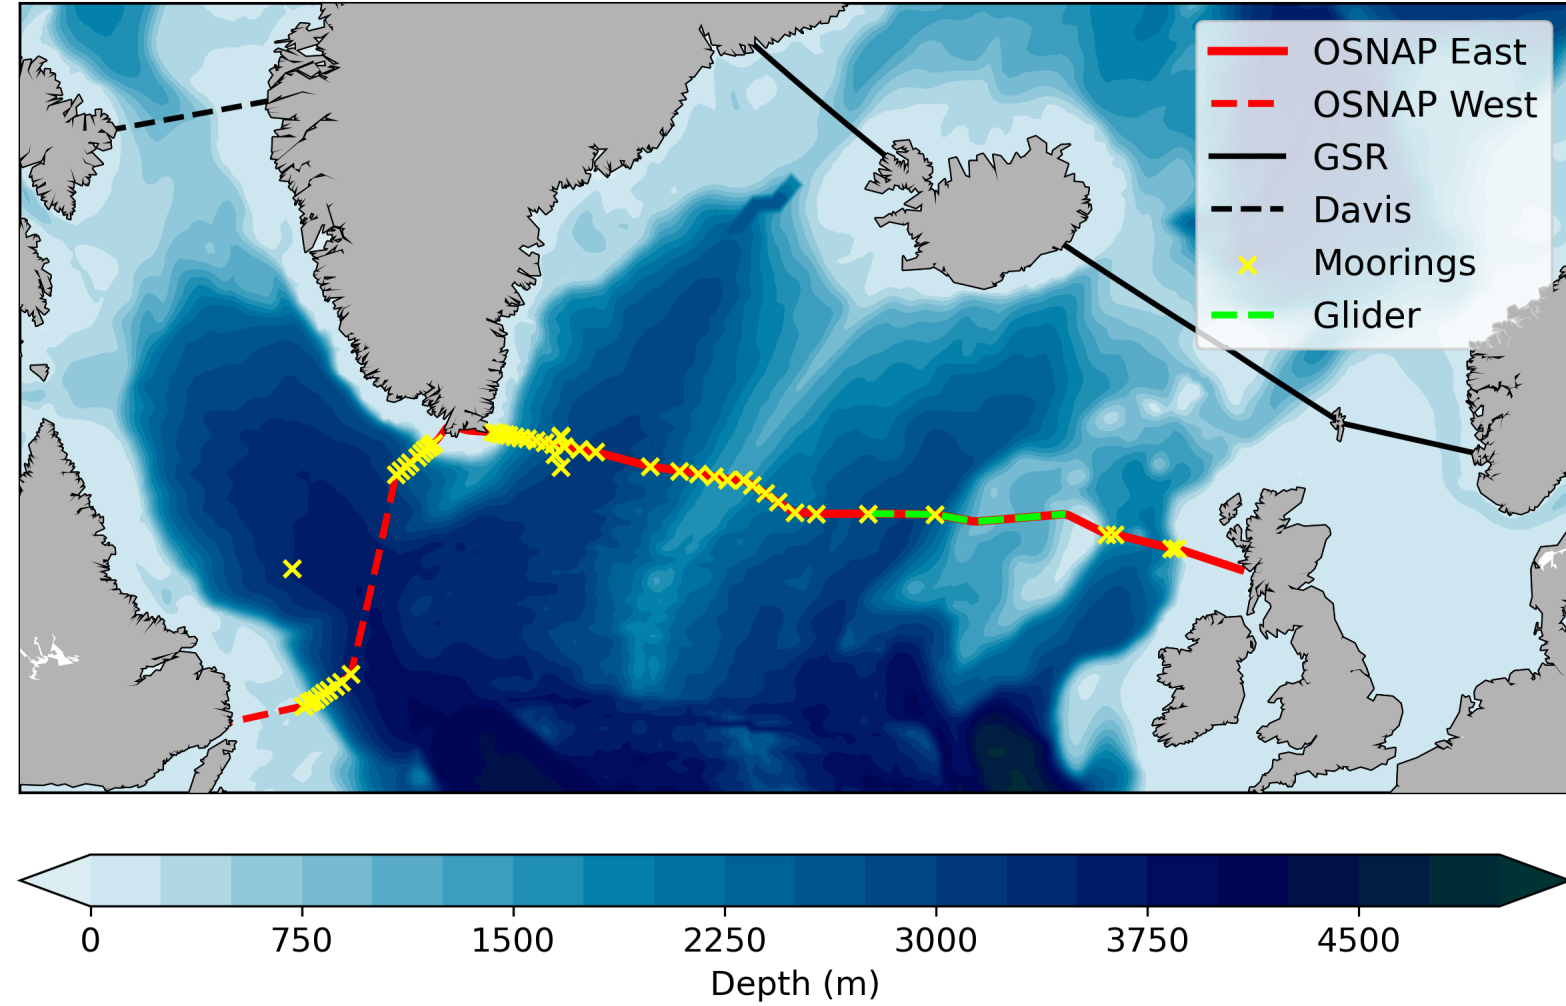 OSNAP East
OSNAP West
GSR
Davis
Moorings
Glider
0 750 1500 2250 3000 3750 4500
Depth (m)